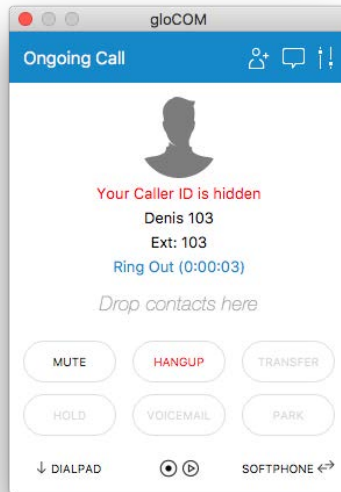 gloCOM
Ongoing Call
Your Caller ID is hidden
Denis 103
Ext: 103
Ring Out (0:00:03)
Drop contacts here
MUTE HANGUP TRANSFER
HOLD VOICEMAIL PARK
DIALPAD SOFTPHONE